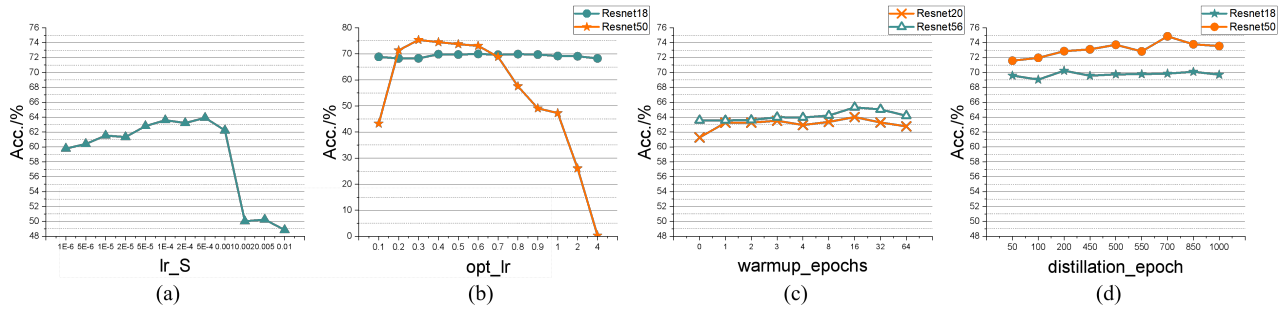 Acc./%
76
74
72
70
68
66
64
62
60
58
56
54
52
50
48
1E-6 5E-6 1E-5 2E-5 5E-5 1E-4 2E-4 5E-4 0.001 0.002 0.005 0.01
lr_S
(a)
Resnet18
Resnet50
Acc./%
80
70
60
50
40
30
20
10
0
0.1 0.2 0.3 0.4 0.5 0.6 0.7 0.8 0.9 1 2 4
opt_lr
(b)
Resnet20
Resnet56
Acc./%
76
74
72
70
68
66
64
62
60
58
56
54
52
50
48
0 1 2 3 4 8 16 32 64
warmup_epochs
(c)
Resnet18
Resnet50
Acc./%
76
74
72
70
68
66
64
62
60
58
56
54
52
50
48
50 100 200 450 500 550 700 850 1000
distillation_epoch
(d)